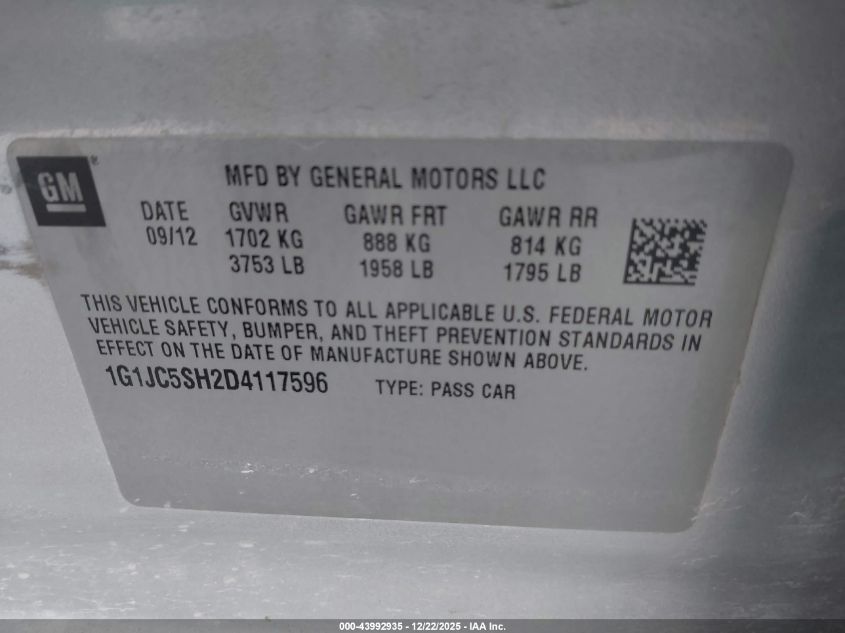 GM ®
MFD BY GENERAL MOTORS LLC
DATE GVWR GAWR FRT GAWR RR
09/12 1702 KG 888 KG 814 KG
3753 LB 1958 LB 1795 LB
THIS VEHICLE CONFORMS TO ALL APPLICABLE U.S. FEDERAL MOTOR
VEHICLE SAFETY, BUMPER, AND THEFT PREVENTION STANDARDS IN
EFFECT ON THE DATE OF MANUFACTURE SHOWN ABOVE.
1G1JC5SH2D4117596 TYPE: PASS CAR
000-43992935 - 12/22/2025 - IAA Inc.